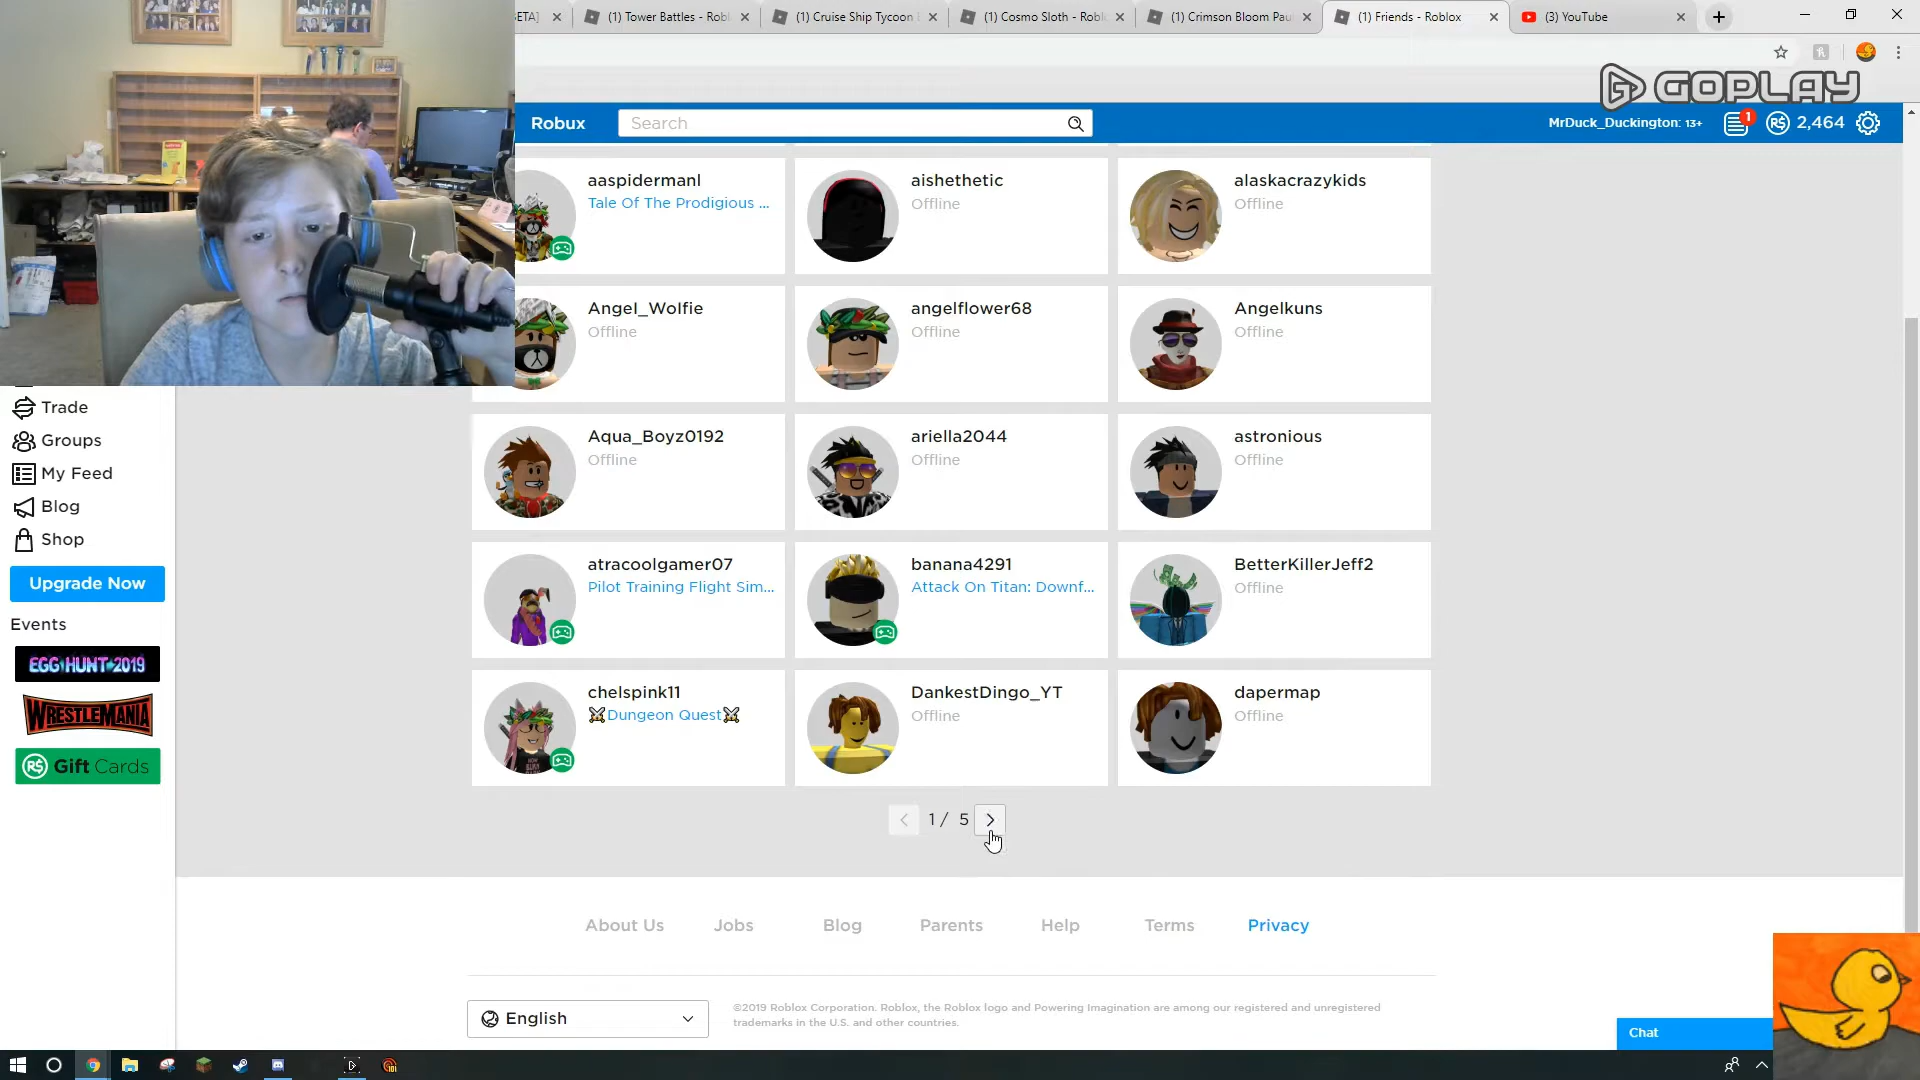 BETA]
(1) Tower Battles - Robl
(1) Cruise Ship Tycoon
(1) Cosmo Sloth - Robl
(1) Crimson Bloom Pau
(1) Friends - Roblox
(3) YouTube
GOPLAY
Robux
Search
MrDuck_Duckington: 13+
1
2,464
aaspidermanl
Tale Of The Prodigious ...
aishethetic
Offline
alaskacrazykids
Offline
Angel_Wolfie
Offline
angelflower68
Offline
Angelkuns
Offline
Trade
Groups
My Feed
Blog
Shop
Upgrade Now
Events
EGG HUNT 2019
WRESTLEMANIA
Gift Cards
Aqua_Boyz0192
Offline
ariella2044
Offline
astronious
Offline
atracoolgamer07
Pilot Training Flight Sim...
banana4291
Attack On Titan: Downf...
BetterKillerJeff2
Offline
chelspink11
⚔Dungeon Quest⚔
DankestDingo_YT
Offline
dapermap
Offline
1 / 5
About Us
Jobs
Blog
Parents
Help
Terms
Privacy
English
©2019 Roblox Corporation. Roblox, the Roblox logo and Powering Imagination are among our registered and unregistered
trademarks in the U.S. and other countries.
Chat